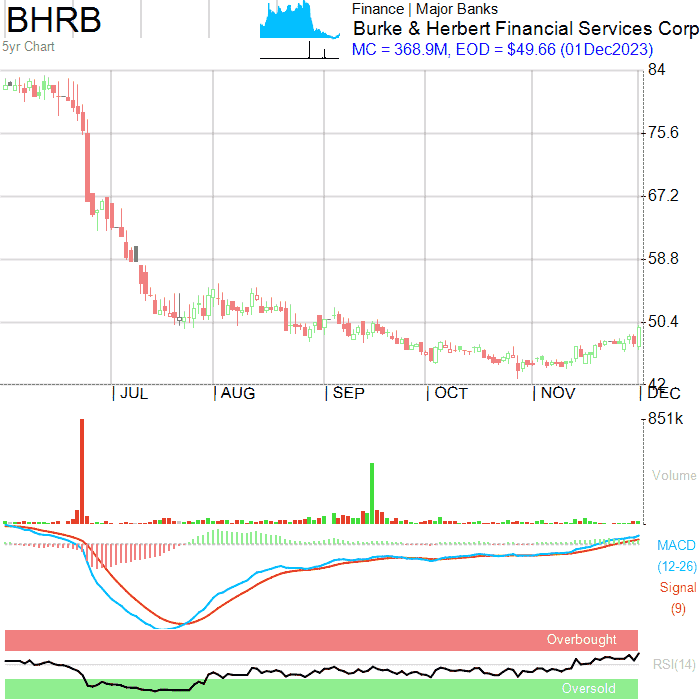 BHRB
Finance | Major Banks
Burke & Herbert Financial Services Corp
5yr Chart
MC = 368.9M, EOD = $49.66 (01Dec2023)
84
75.6
67.2
58.8
50.4
42
JUL
AUG
SEP
OCT
NOV
DEC
851k
Volume
MACD
(12-26)
Signal
(9)
Overbought
RSI(14)
Oversold